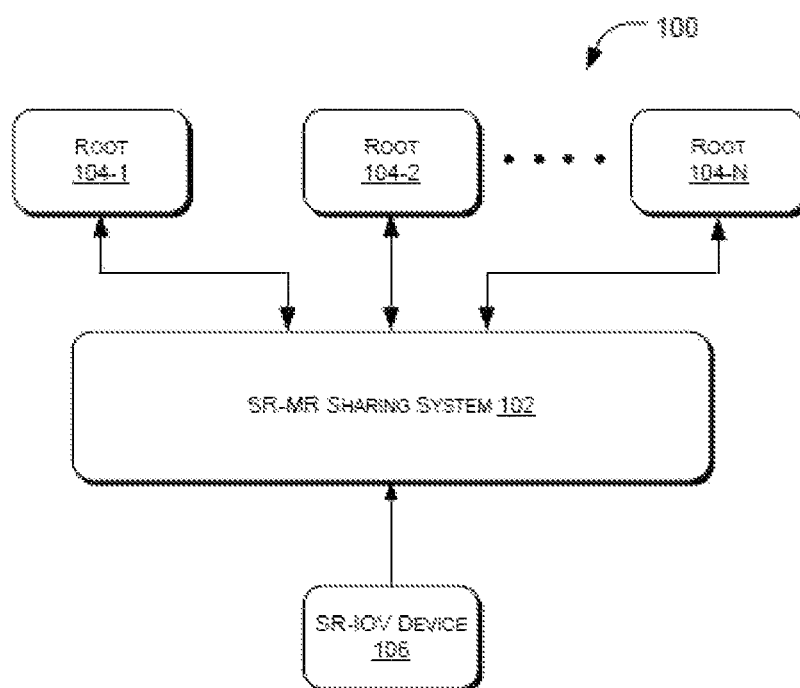 100
ROOT
104-1
ROOT
104-2
ROOT
104-N
SR-MR SHARING SYSTEM 102
SR-IOV DEVICE
106